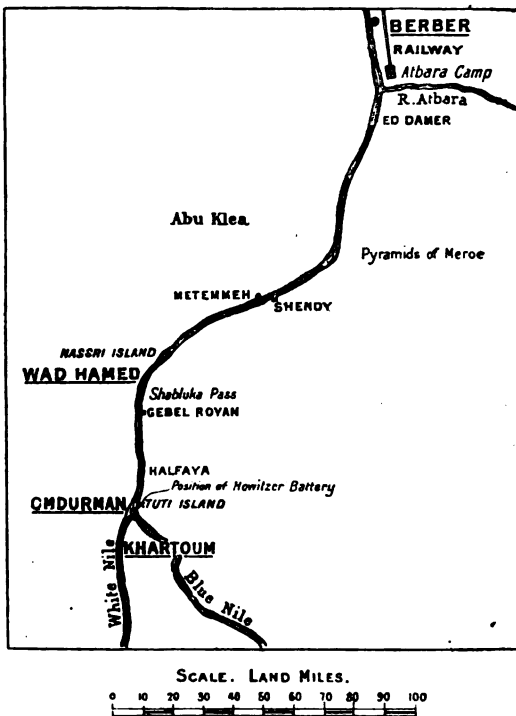 BERBER
RAILWAY
Atbara Camp
R. Atbara
ED DAMER
Abu Klea
Pyramids of Meroe
METEMMEH
SHENDY
NASSRI ISLAND
WAD HAMED
Shabluka Pass
GEBEL ROYAN
HALFAYA
Position of Howitzer Battery
OMDURMAN
TUTI ISLAND
KHARTOUM
White Nile
Blue Nile
SCALE. LAND MILES.
0 10 20 30 40 50 60 70 80 90 100